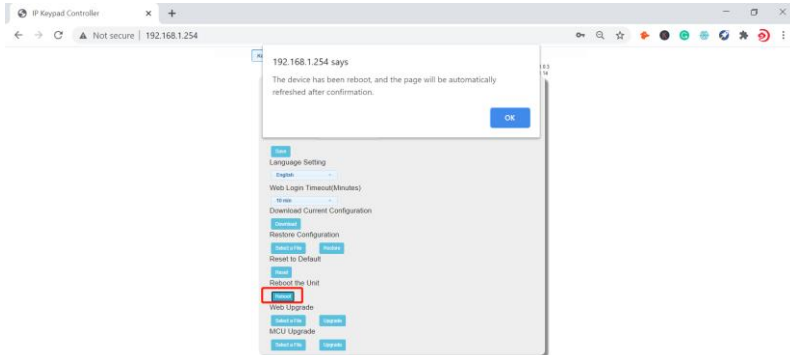 IP Keypad Controller
Not secure | 192.168.1.254
192.168.1.254 says
The device has been reboot, and the page will be automatically
refreshed after confirmation.
OK
Save
Language Setting
English
Web Login Timeout(Minutes)
10 min
Download Current Configuration
Download
Restore Configuration
Select a File Restore
Reset to Default
Reset
Reboot the Unit
Reboot
Web Upgrade
Select a File Upgrade
MCU Upgrade
Select a File Upgrade